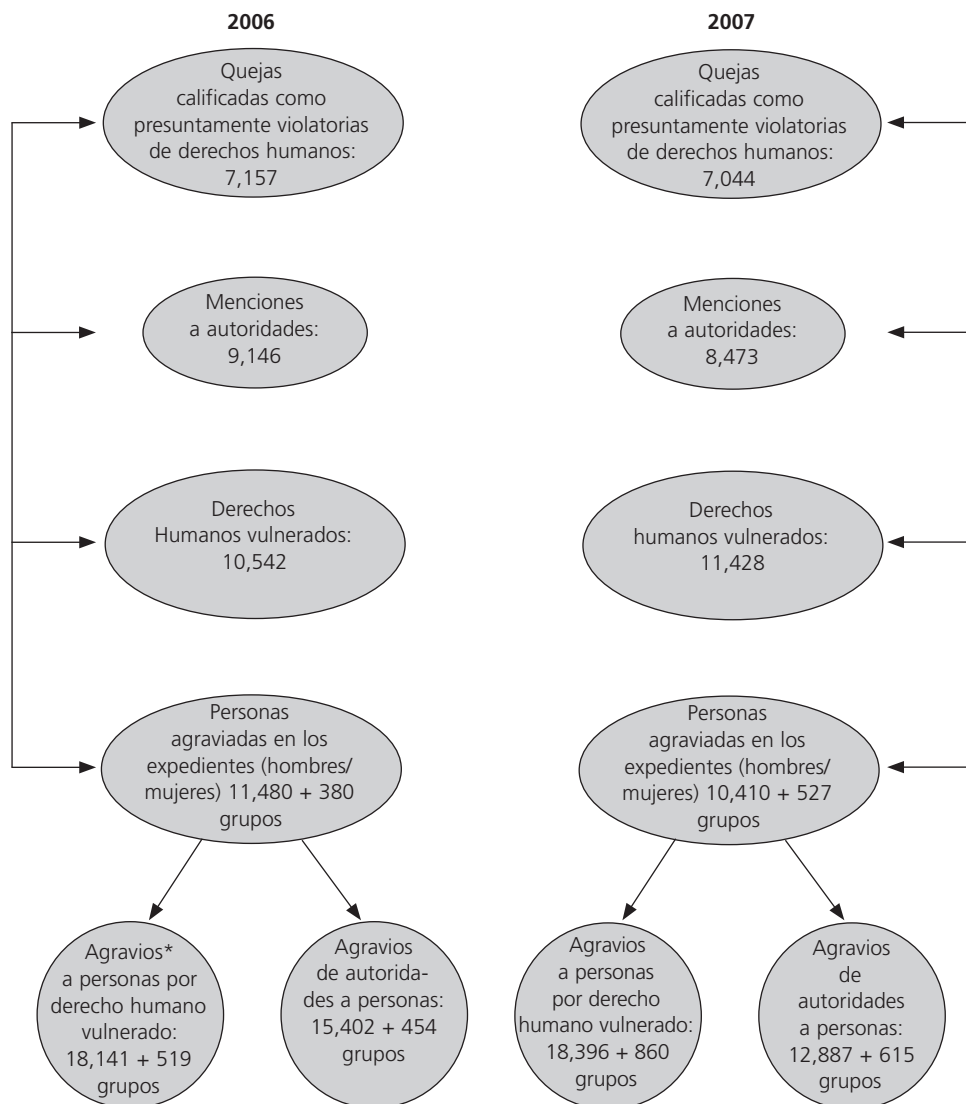 2006
Quejas
calificadas como
presuntamente violatorias
de derechos humanos:
7,157
Menciones
a autoridades:
9,146
Derechos
Humanos vulnerados:
10,542
Personas
agraviadas en los
expedientes (hombres/
mujeres) 11,480 + 380
grupos
Agravios*
a personas por
derecho humano
vulnerado:
18,141 + 519
grupos
Agravios
de autorida-
des a personas:
15,402 + 454
grupos
2007
Quejas
calificadas como
presuntamente violatorias
de derechos humanos:
7,044
Menciones
a autoridades:
8,473
Derechos
humanos vulnerados:
11,428
Personas
agraviadas en los
expedientes (hombres/
mujeres) 10,410 + 527
grupos
Agravios
a personas
por derecho
humano vulnerado:
18,396 + 860
grupos
Agravios
de
autoridades
a personas:
12,887 + 615
grupos